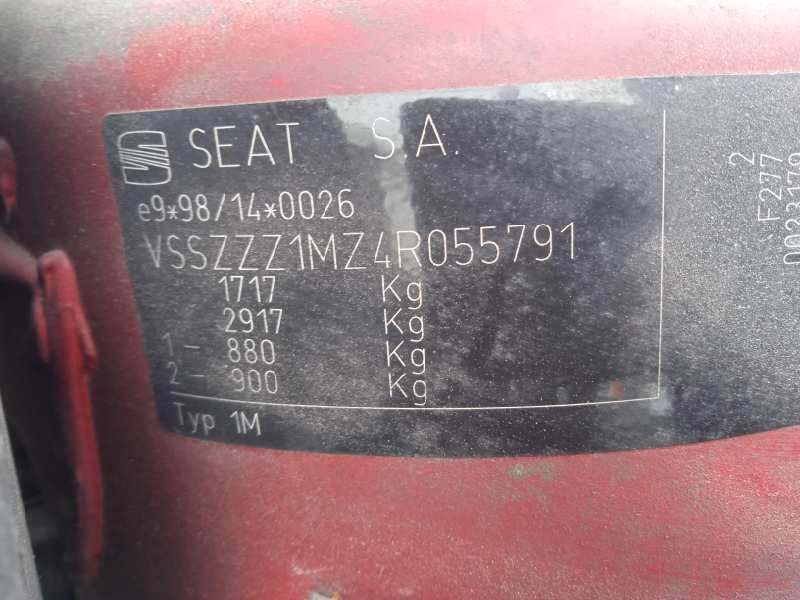 SEAT S.A.
e9*98/14*0026
VSSZZZ1MZ4R055791
1717 Kg
2917 Kg
1- 880 Kg
2- 900 Kg
Typ 1M
2
F277
0023179